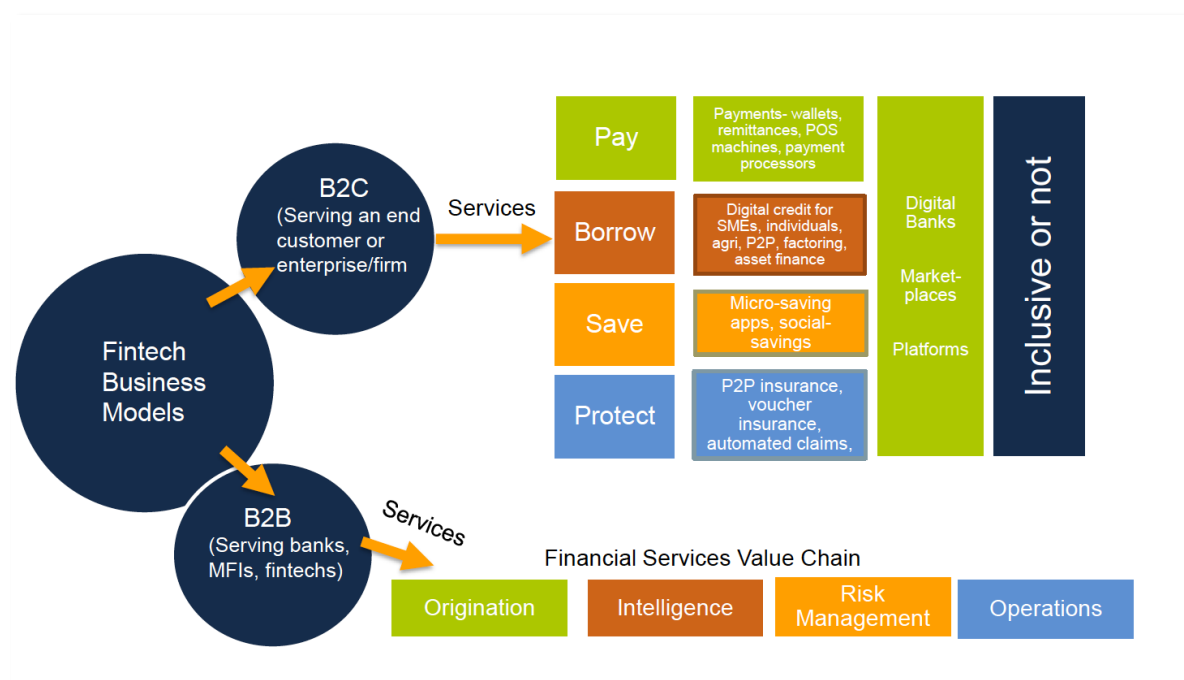 Fintech
Business
Models
B2C
(Serving an end
customer or
enterprise/firm
Services
Pay
Payments- wallets,
remittances, POS
machines, payment
processors
Borrow
Digital credit for
SMEs, individuals,
agri, P2P, factoring,
asset finance
Save
Micro-saving
apps, social-
savings
Protect
P2P insurance,
voucher
insurance,
automated claims,
Digital
Banks
Market-
places
Platforms
Inclusive or not
B2B
(Serving banks,
MFIs, fintechs)
Services
Financial Services Value Chain
Origination
Intelligence
Risk
Management
Operations